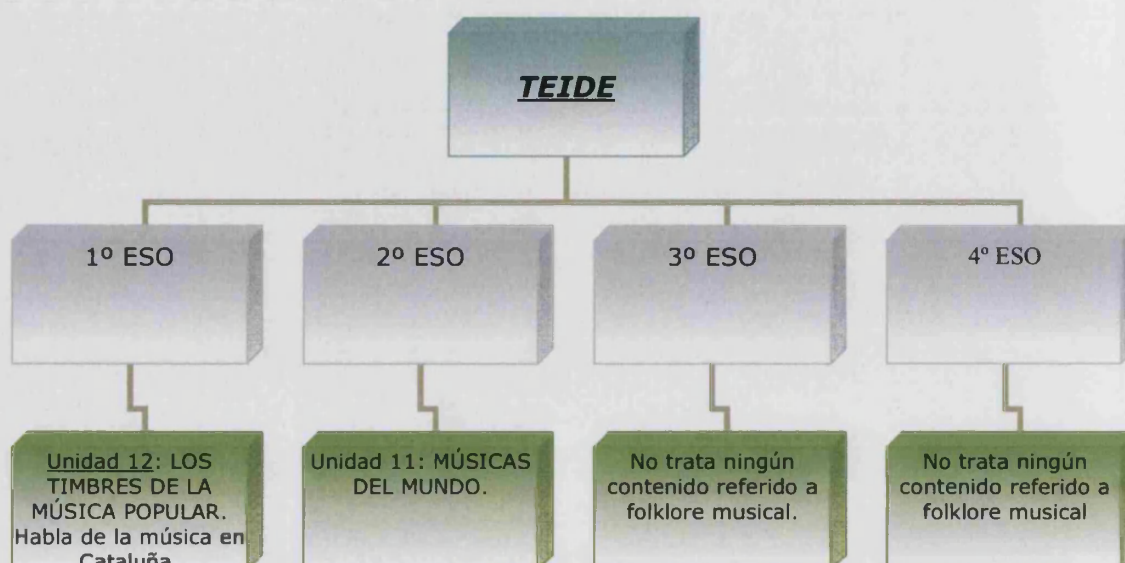 TEIDE
1º ESO
2º ESO
3º ESO
4º ESO
Unidad 12: LOS
TIMBRES DE LA
MÚSICA POPULAR.
Habla de la música en
Cataluña
Unidad 11: MÚSICAS
DEL MUNDO.
No trata ningún
contenido referido a
folklore musical.
No trata ningún
contenido referido a
folklore musical